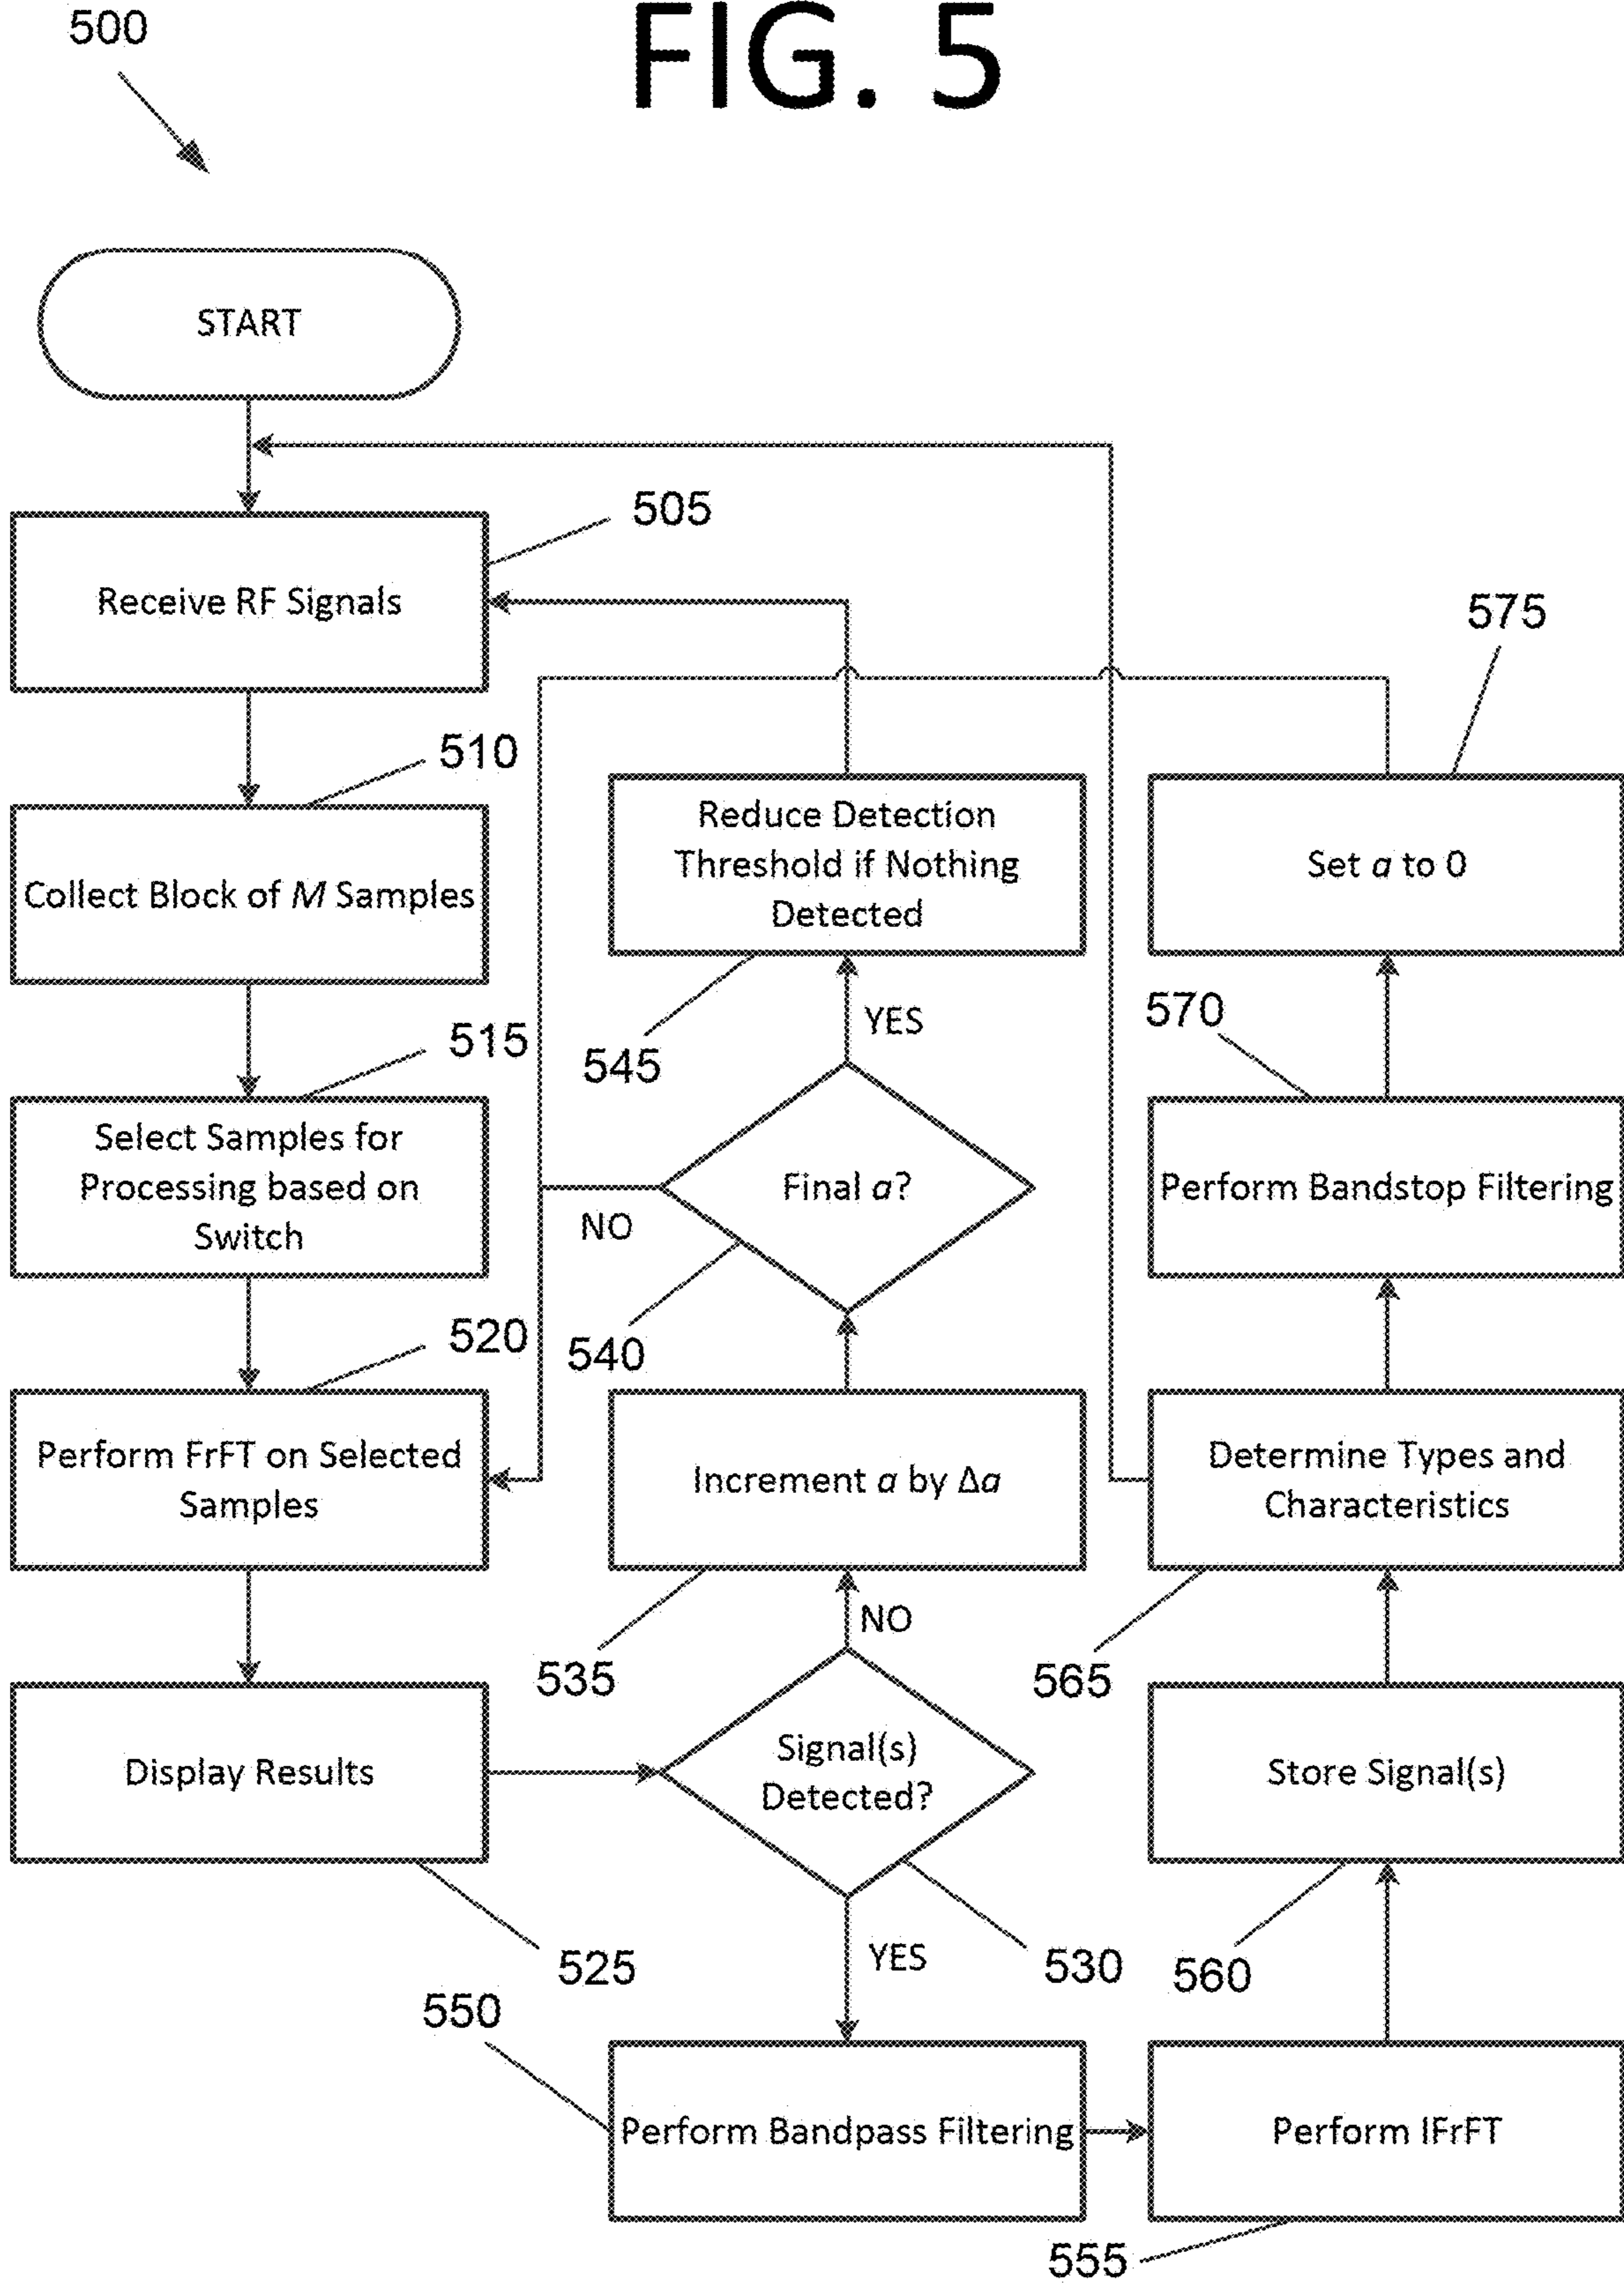 FIG. 5
500
START
505
Receive RF Signals
510
Collect Block of M Samples
515
Select Samples for
Processing based on
Switch
520
Perform FrFT on Selected
Samples
Display Results
525
Signal(s)
Detected?
530
NO
YES
Increment a by Δa
535
Final a?
540
NO
YES
Reduce Detection
Threshold if Nothing
Detected
545
550
Perform Bandpass Filtering
Perform IFrFT
555
Store Signal(s)
560
Determine Types and
Characteristics
565
Perform Bandstop Filtering
570
Set a to 0
575